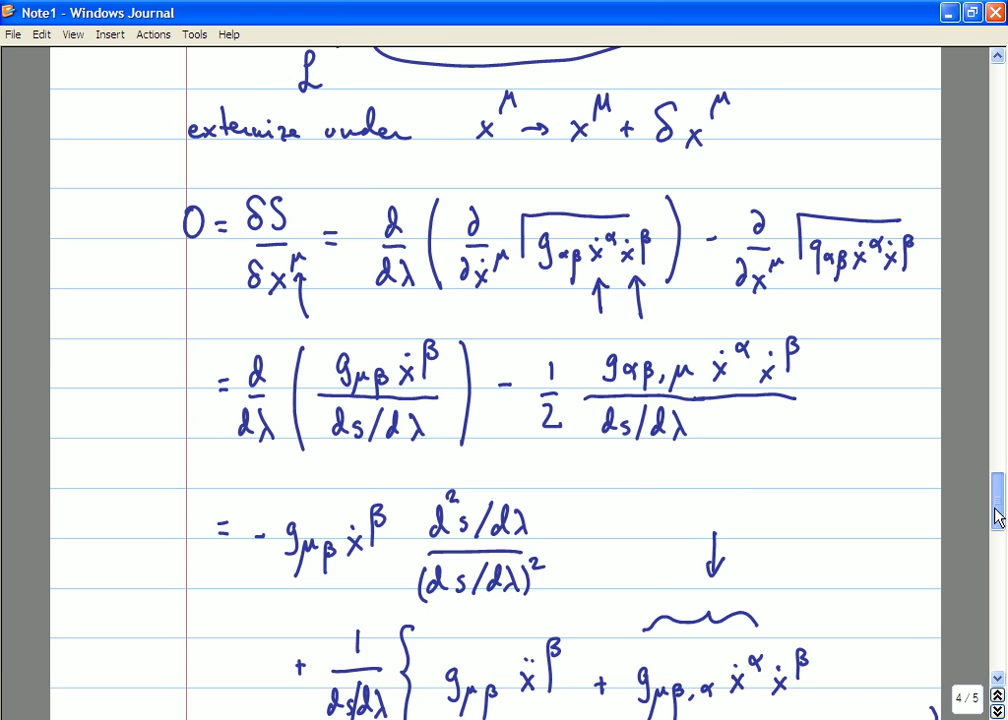 Note1 - Windows Journal
File Edit View Insert Actions Tools Help
ℒ
extemize under x^μ → x^μ + δx^μ
0 = δS/δx^μ = d/dλ ( ∂/∂ẋ^μ √(g_αβ ẋ^α ẋ^β) ) - ∂/∂x^μ √(g_αβ ẋ^α ẋ^β)
= d/dλ ( g_μβ ẋ^β / (ds/dλ) ) - 1/2 g_αβ,μ ẋ^α ẋ^β / (ds/dλ)
= - g_μβ ẋ^β (d²s/dλ) / (ds/dλ)²
+ 1/(ds/dλ) { g_μβ ẍ^β + g_μβ,α ẋ^α ẋ^β
4 / 5